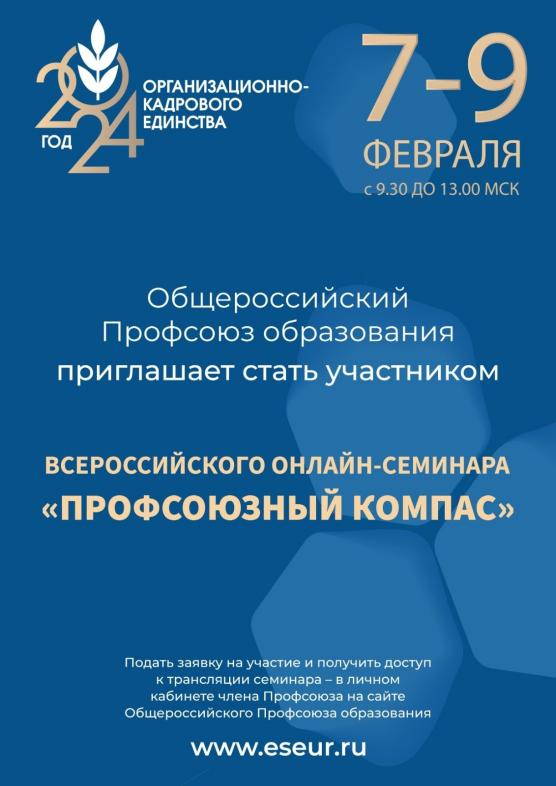 2024
ГОД
ОРГАНИЗАЦИОННО-
КАДРОВОГО
ЕДИНСТВА
7-9
ФЕВРАЛЯ
с 9.30 ДО 13.00 МСК
Общероссийский
Профсоюз образования
приглашает стать участником
ВСЕРОССИЙСКОГО ОНЛАЙН-СЕМИНАРА
«ПРОФСОЮЗНЫЙ КОМПАС»
Подать заявку на участие и получить доступ
к трансляции семинара – в личном
кабинете члена Профсоюза на сайте
Общероссийского Профсоюза образования
www.eseur.ru